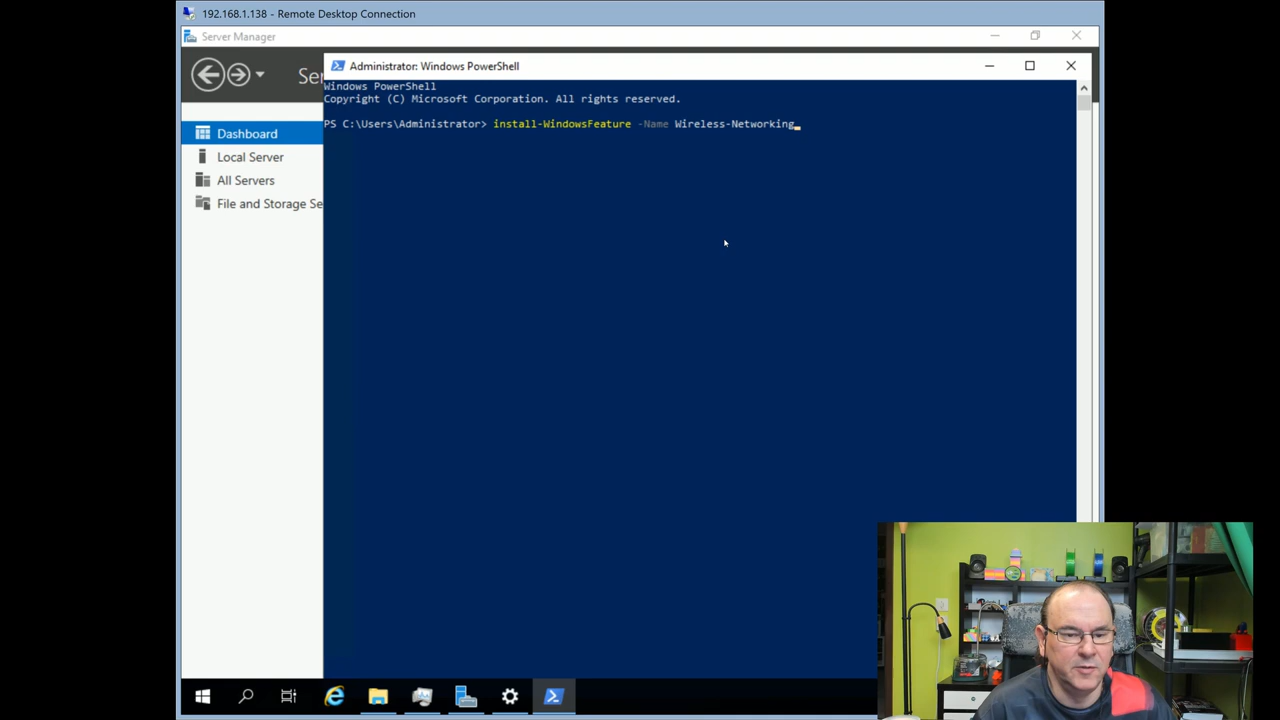 192.168.1.138 - Remote Desktop Connection
Server Manager
Ser
Administrator: Windows PowerShell
Windows PowerShell
Copyright (C) Microsoft Corporation. All rights reserved.
PS C:\Users\Administrator> install-WindowsFeature -Name Wireless-Networking
Dashboard
Local Server
All Servers
File and Storage Se